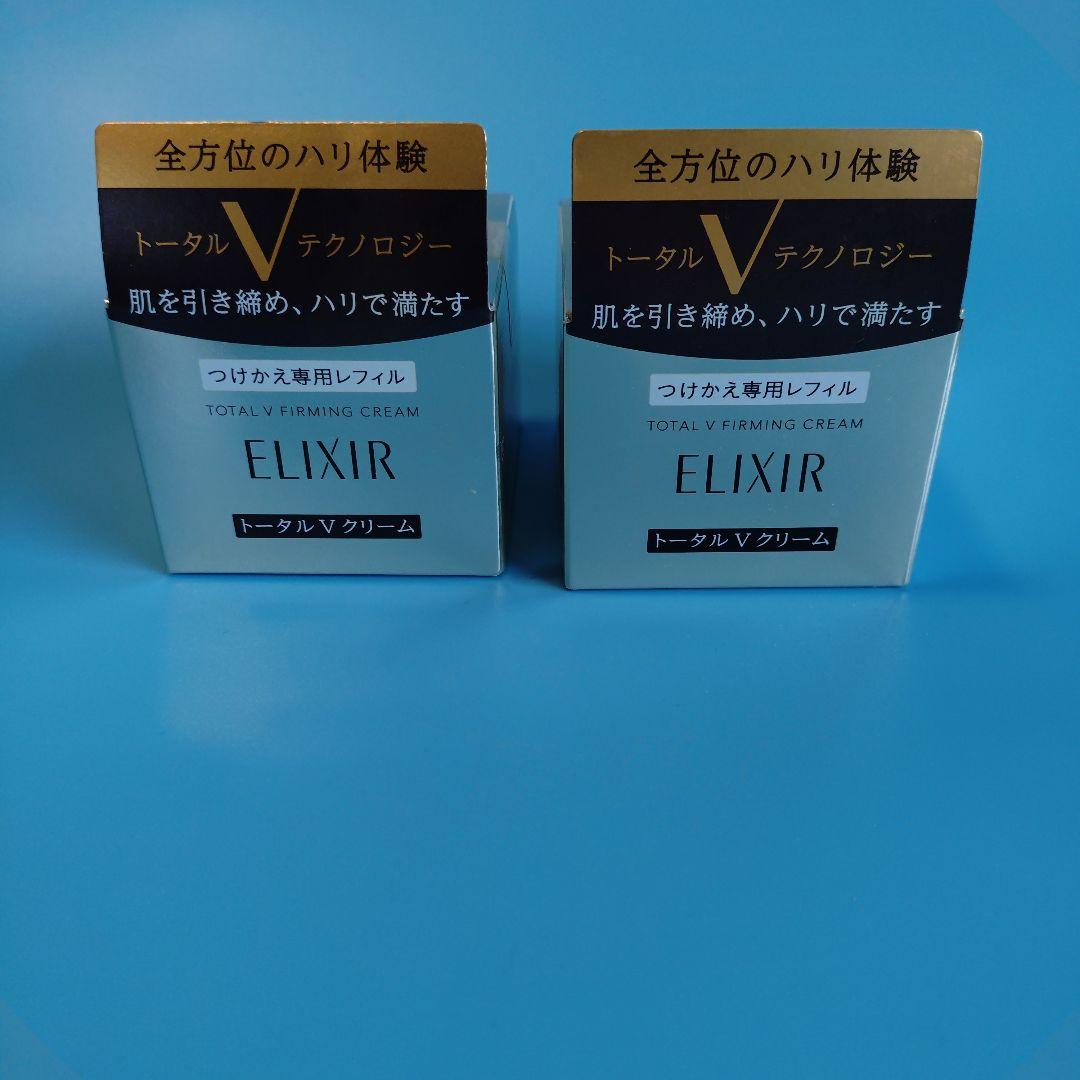 全方位のハリ体験
トータルVテクノロジー
肌を引き締め、ハリで満たす
つけかえ専用レフィル
TOTAL V FIRMING CREAM
ELIXIR
トータル V クリーム
全方位のハリ体験
トータルVテクノロジー
肌を引き締め、ハリで満たす
つけかえ専用レフィル
TOTAL V FIRMING CREAM
ELIXIR
トータル V クリーム